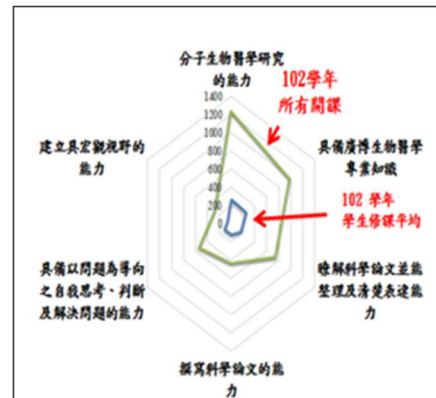 分子生物醫學研究
的能力
1400
1200
1000
800
600
400
200
0
102學年
所有開課
具備廣博生物醫學
專業知識
102 學年
學生修課平均
瞭解科學論文並能
整理及清楚表達能
力
撰寫科學論文的能
力
具備以問題為導向
之自我思考、判斷
及解決問題的能力
建立具宏觀視野的
能力